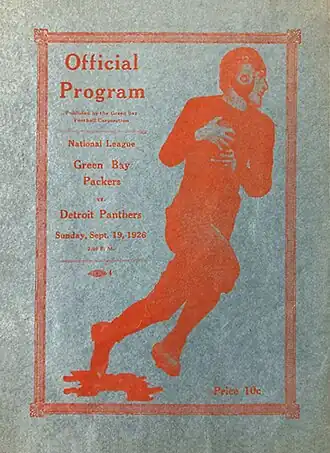 Official
Program
Published by the Green Bay
Football Corporation
National League
Green Bay
Packers
vs.
Detroit Panthers
Sunday, Sept. 19, 1926
Price 10c